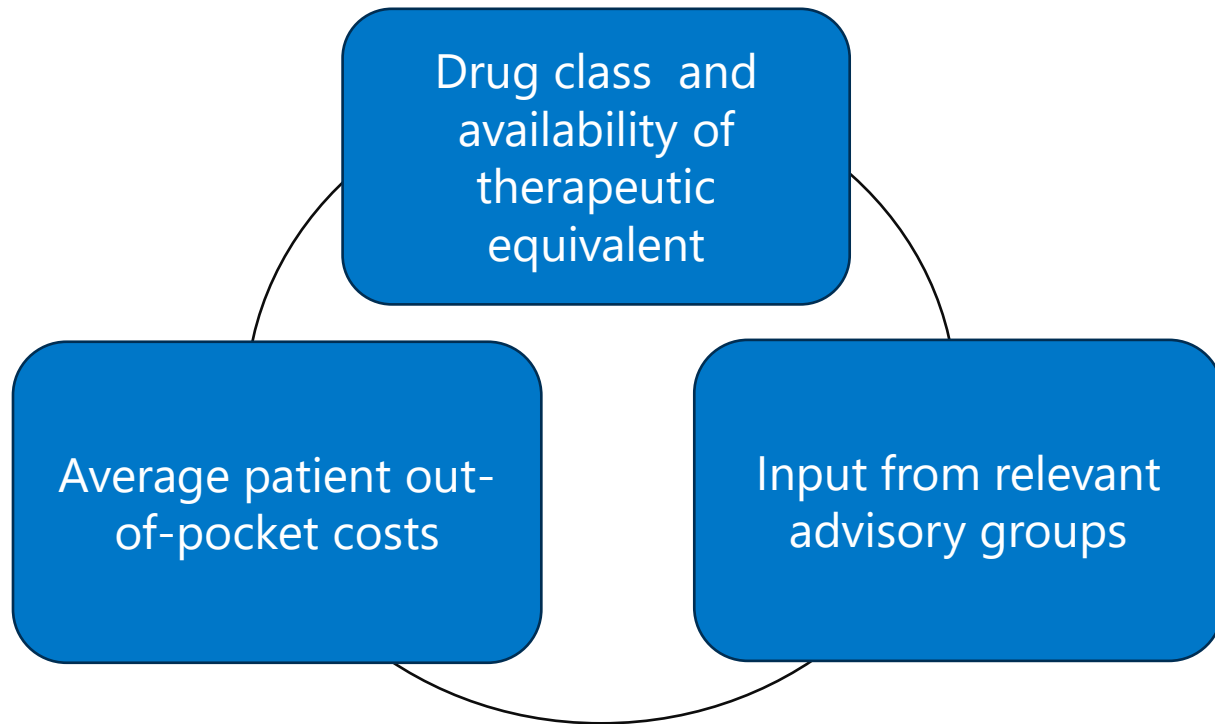 Drug class  and
availability of
therapeutic
equivalent
Average patient out-
of-pocket costs
Input from relevant
advisory groups